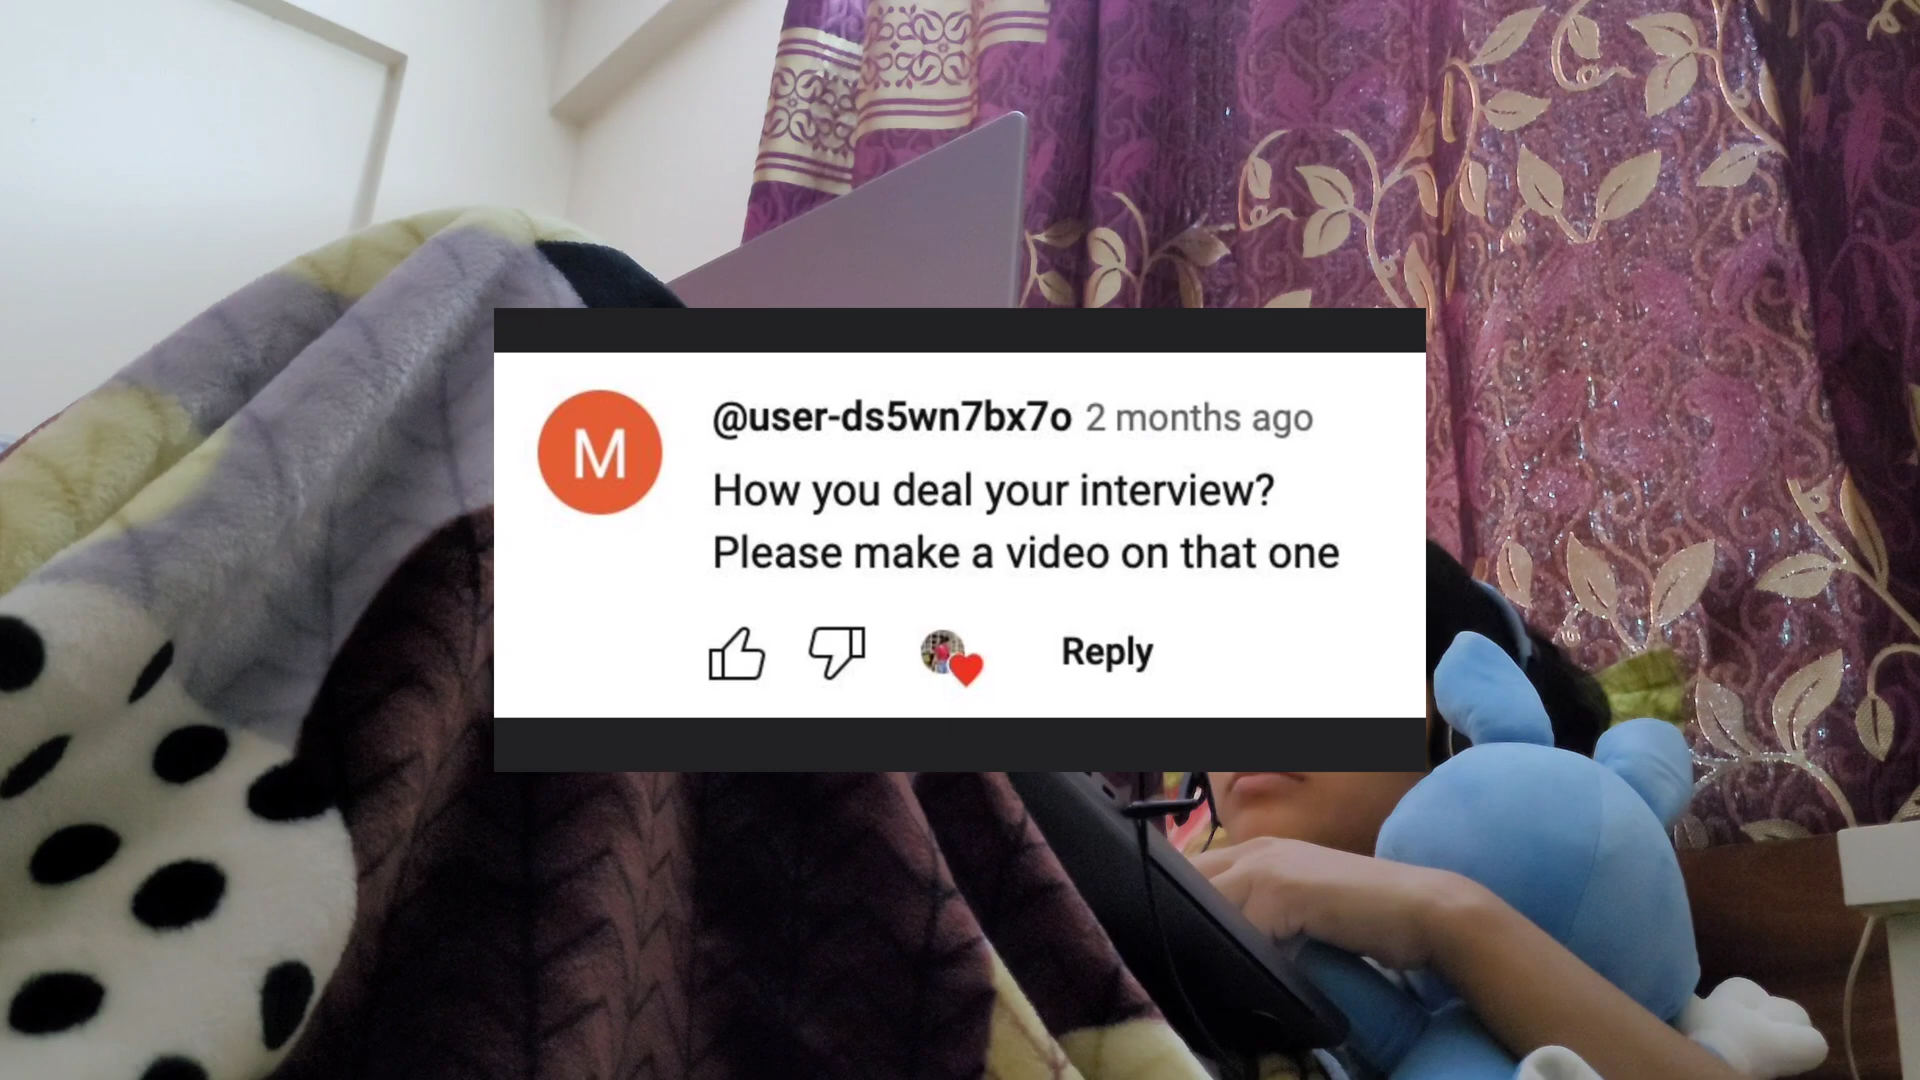 M
@user-ds5wn7bx7o 2 months ago
How you deal your interview?
Please make a video on that one
Reply